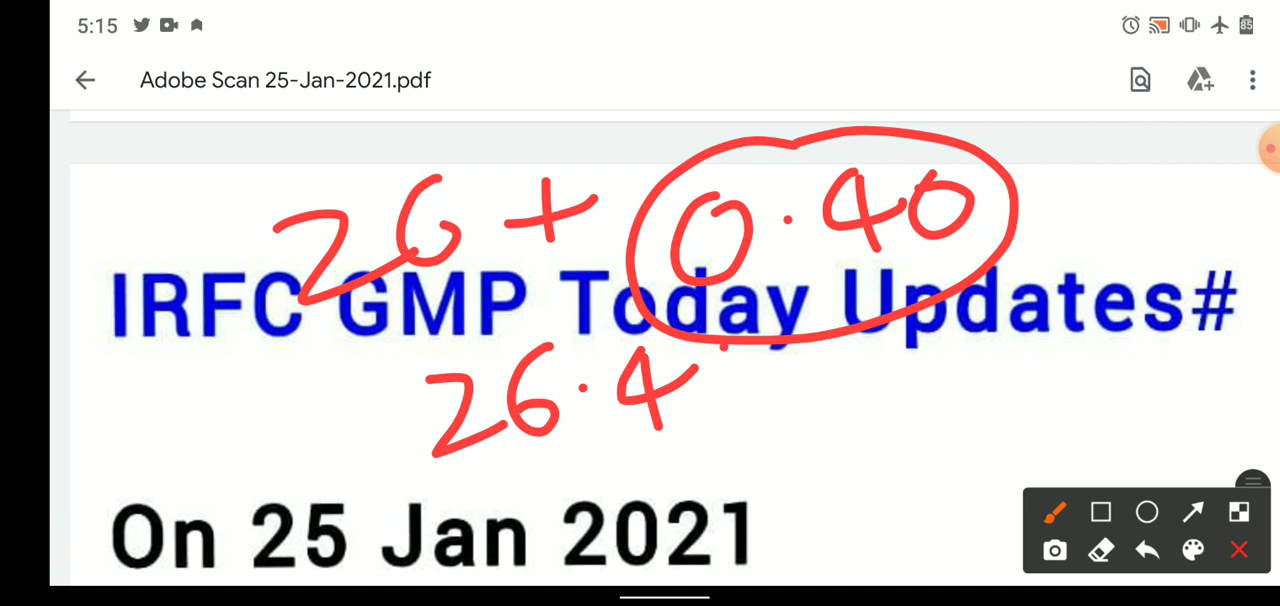 5:15
85
Adobe Scan 25-Jan-2021.pdf
26 + 0.40
IRFC GMP Today Updates#
26.4
On 25 Jan 2021